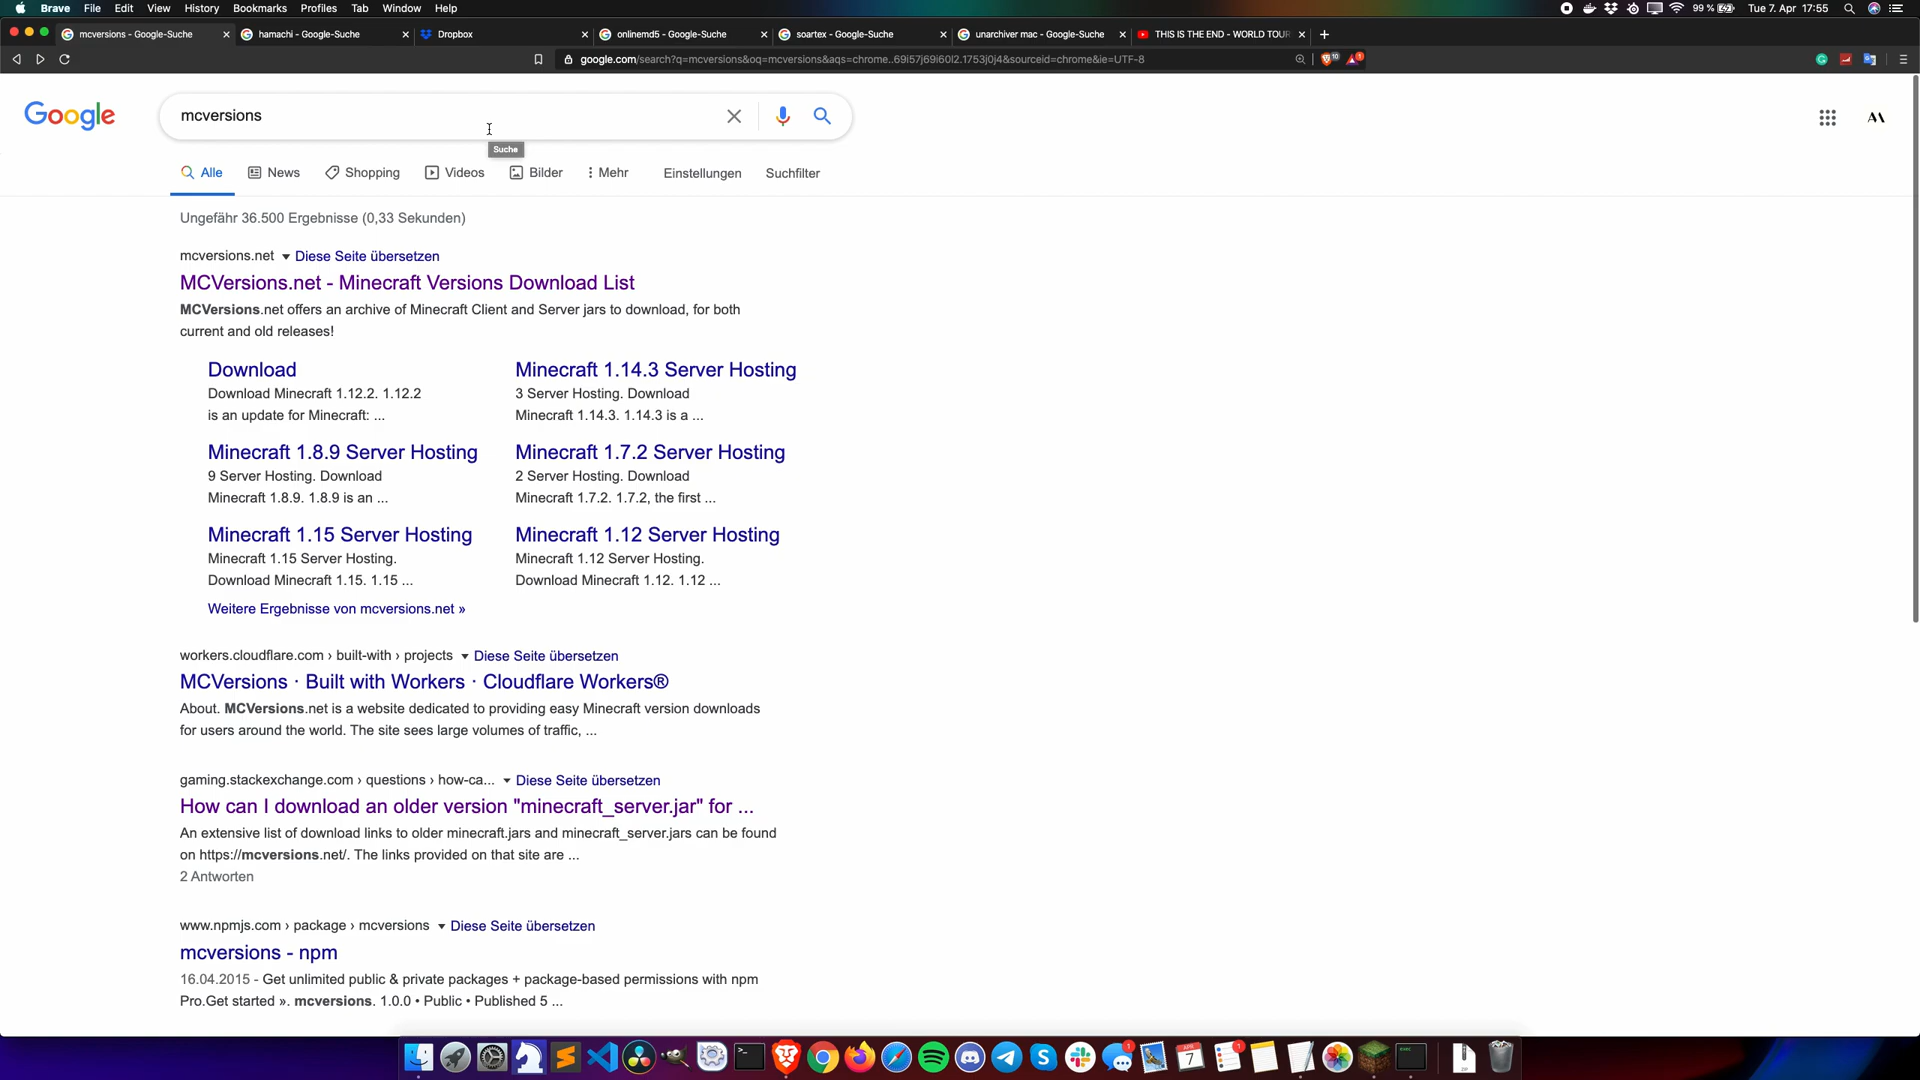 Brave File Edit View History Bookmarks Profiles Tab Window Help 99 % Tue 7. Apr 17:55
mcversions - Google-Suche hamachi - Google-Suche Dropbox onlinemd5 - Google-Suche soartex - Google-Suche unarchiver mac - Google-Suche THIS IS THE END - WORLD TOUR
google.com/search?q=mcversions&oq=mcversions&aqs=chrome..69i57j69i60l2.1753j0j4&sourceid=chrome&ie=UTF-8
Google mcversions
Suche
Alle News Shopping Videos Bilder Mehr Einstellungen Suchfilter
Ungefähr 36.500 Ergebnisse (0,33 Sekunden)
mcversions.net Diese Seite übersetzen
MCVersions.net - Minecraft Versions Download List
MCVersions.net offers an archive of Minecraft Client and Server jars to download, for both
current and old releases!
Download
Download Minecraft 1.12.2. 1.12.2
is an update for Minecraft: ...
Minecraft 1.14.3 Server Hosting
3 Server Hosting. Download
Minecraft 1.14.3. 1.14.3 is a ...
Minecraft 1.8.9 Server Hosting
9 Server Hosting. Download
Minecraft 1.8.9. 1.8.9 is an ...
Minecraft 1.7.2 Server Hosting
2 Server Hosting. Download
Minecraft 1.7.2. 1.7.2, the first ...
Minecraft 1.15 Server Hosting
Minecraft 1.15 Server Hosting.
Download Minecraft 1.15. 1.15 ...
Minecraft 1.12 Server Hosting
Minecraft 1.12 Server Hosting.
Download Minecraft 1.12. 1.12 ...
Weitere Ergebnisse von mcversions.net »
workers.cloudflare.com › built-with › projects Diese Seite übersetzen
MCVersions · Built with Workers · Cloudflare Workers®
About. MCVersions.net is a website dedicated to providing easy Minecraft version downloads
for users around the world. The site sees large volumes of traffic, ...
gaming.stackexchange.com › questions › how-ca... Diese Seite übersetzen
How can I download an older version "minecraft_server.jar" for ...
An extensive list of download links to older minecraft.jars and minecraft_server.jars can be found
on https://mcversions.net/. The links provided on that site are ...
2 Antworten
www.npmjs.com › package › mcversions Diese Seite übersetzen
mcversions - npm
16.04.2015 - Get unlimited public & private packages + package-based permissions with npm
Pro.Get started ». mcversions. 1.0.0 • Public • Published 5 ...